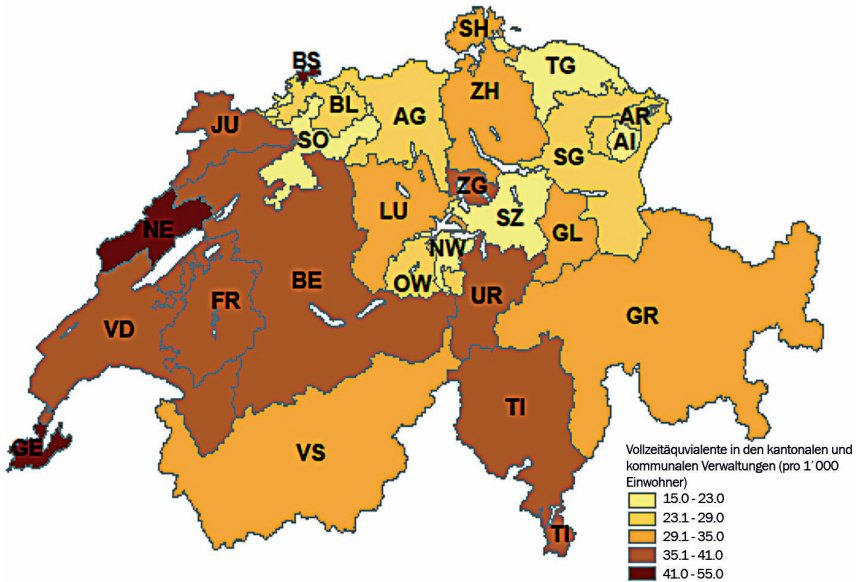 SH
BS
TG
BL
ZH
AG
AR
JU
SO
AI
SG
ZG
LU
SZ
NE
GL
NW
BE
OW
FR
UR
VD
GR
TI
GE
VS
TI
Vollzeitäquvialente in den kantonalen und
kommunalen Verwaltungen (pro 1´000
Einwohner)
15.0 - 23.0
23.1 - 29.0
29.1 - 35.0
35.1 - 41.0
41.0 - 55.0